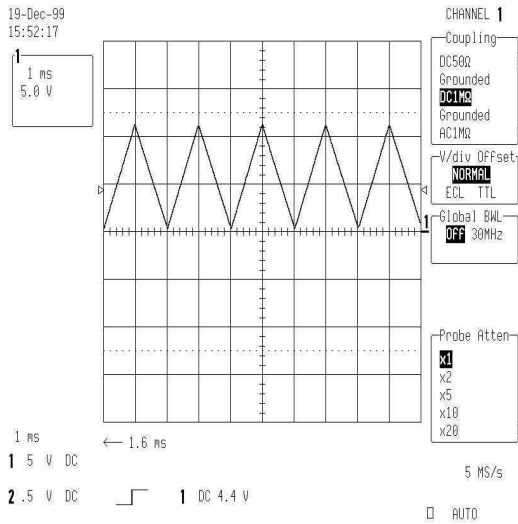 19-Dec-99
15:52:17
1
1 ms
5.0 V
CHANNEL 1
Coupling
DC50Ω
Grounded
DC1MΩ
Grounded
AC1MΩ
V/div Offset
NORMAL
ECL TTL
1
Global BWL
Off 30MHz
Probe Atten
x1
x2
x5
x10
x20
1 ms
← 1.6 ms
1 5 V DC
2 .5 V DC
1 DC 4.4 V
5 MS/s
AUTO